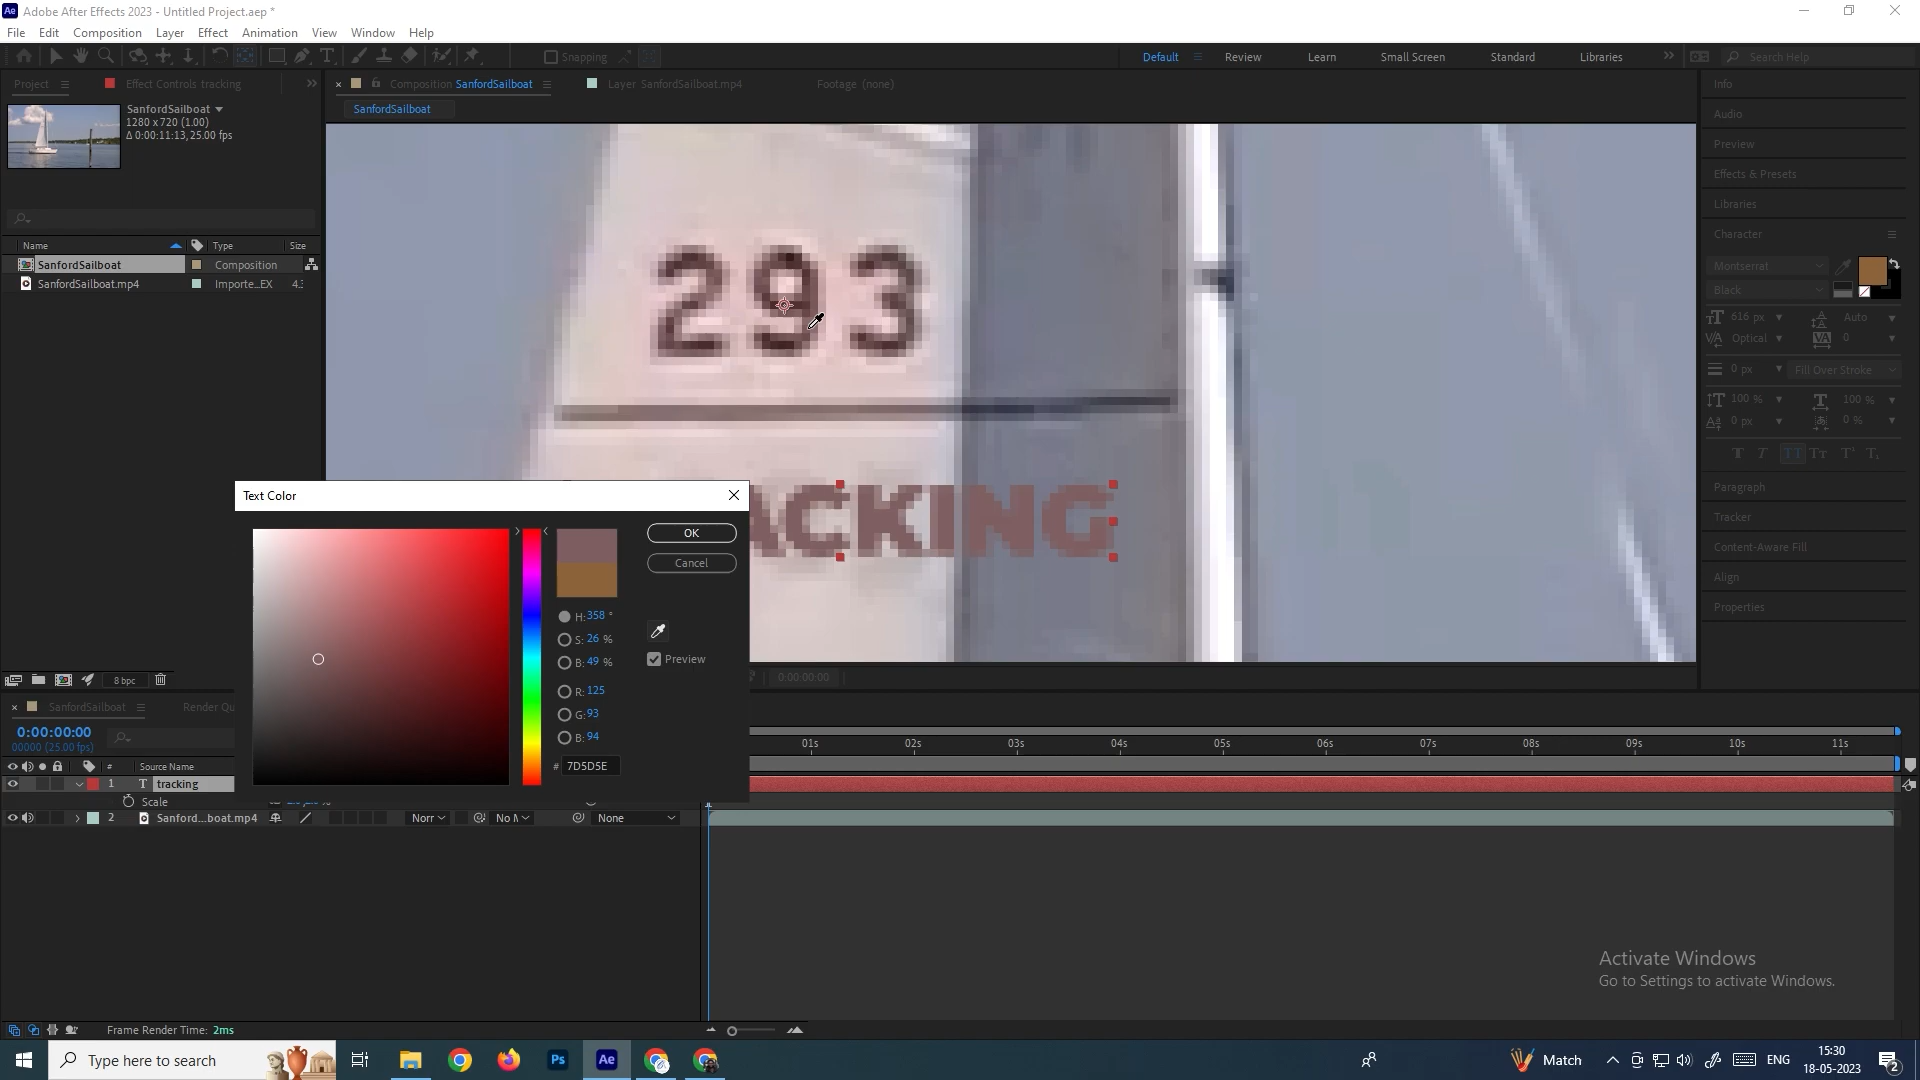 Adobe After Effects 2023 - Untitled Project.aep *
File Edit Composition Layer Effect Animation View Window Help
Snapping
Default Review Learn Small Screen Standard Libraries Search Help
Project Effect Controls tracking
Composition SanfordSailboat Layer SanfordSailboat.mp4 Footage (none)
SanfordSailboat
1280 x 720 (1.00)
Δ 0:00:11:13, 25.00 fps
SanfordSailboat
Name Type Size
SanfordSailboat Composition
SanfordSailboat.mp4 Importe...EX 4.3
8 bpc
293
ACKING
Text Color
OK
Cancel
H: 358 °
S: 26 %
B: 49 %
Preview
R: 125
G: 93
B: 94
# 7D5D5E
0:00:00:00
Info
Audio
Preview
Effects & Presets
Libraries
Character
Montserrat
Black
616 px Auto
Optical 0
0 px Fill Over Stroke
100 % 100 %
0 px 0 %
Paragraph
Tracker
Content-Aware Fill
Align
Properties
SanfordSailboat Render Qu
0:00:00:00
00000 (25.00 fps)
# Source Name
1 T tracking
Scale
2 Sanford...boat.mp4 Norr No M None
01s 02s 03s 04s 05s 06s 07s 08s 09s 10s 11s
Activate Windows
Go to Settings to activate Windows.
Frame Render Time: 2ms
Type here to search
Ps Ae
Match
ENG
15:30
18-05-2023
2